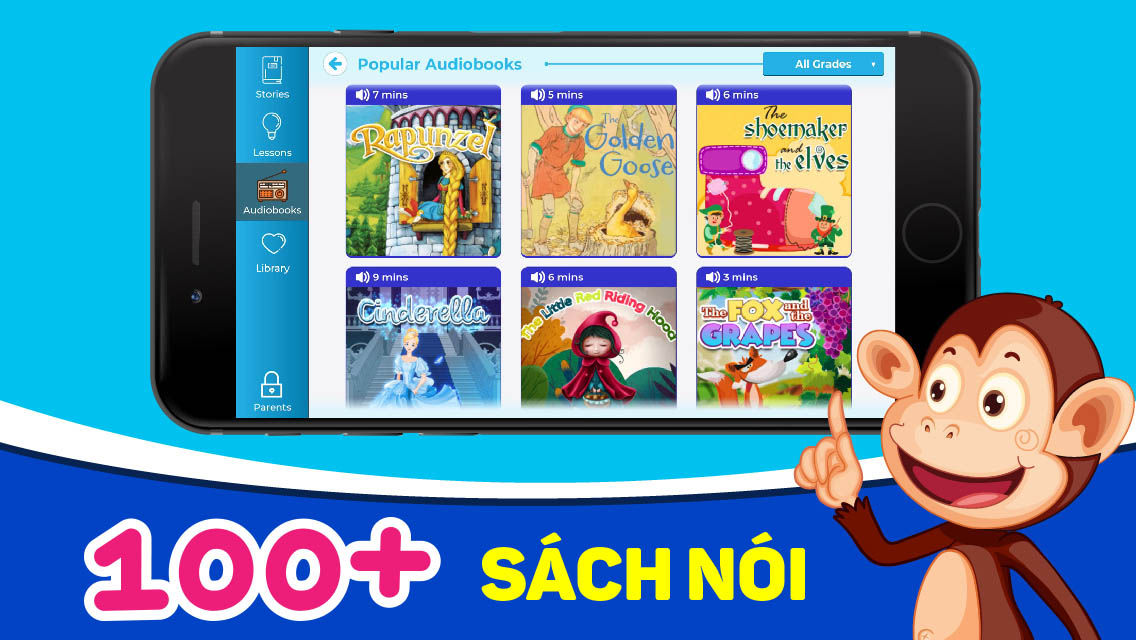 Stories
Lessons
Audiobooks
Library
Parents
Popular Audiobooks
All Grades
7 mins
Rapunzel
5 mins
The
Golden
Goose
6 mins
The
shoemaker
and
the elves
9 mins
Cinderella
6 mins
The Little Red Riding Hood
3 mins
The FOX and the
GRAPES
100+ SÁCH NÓI